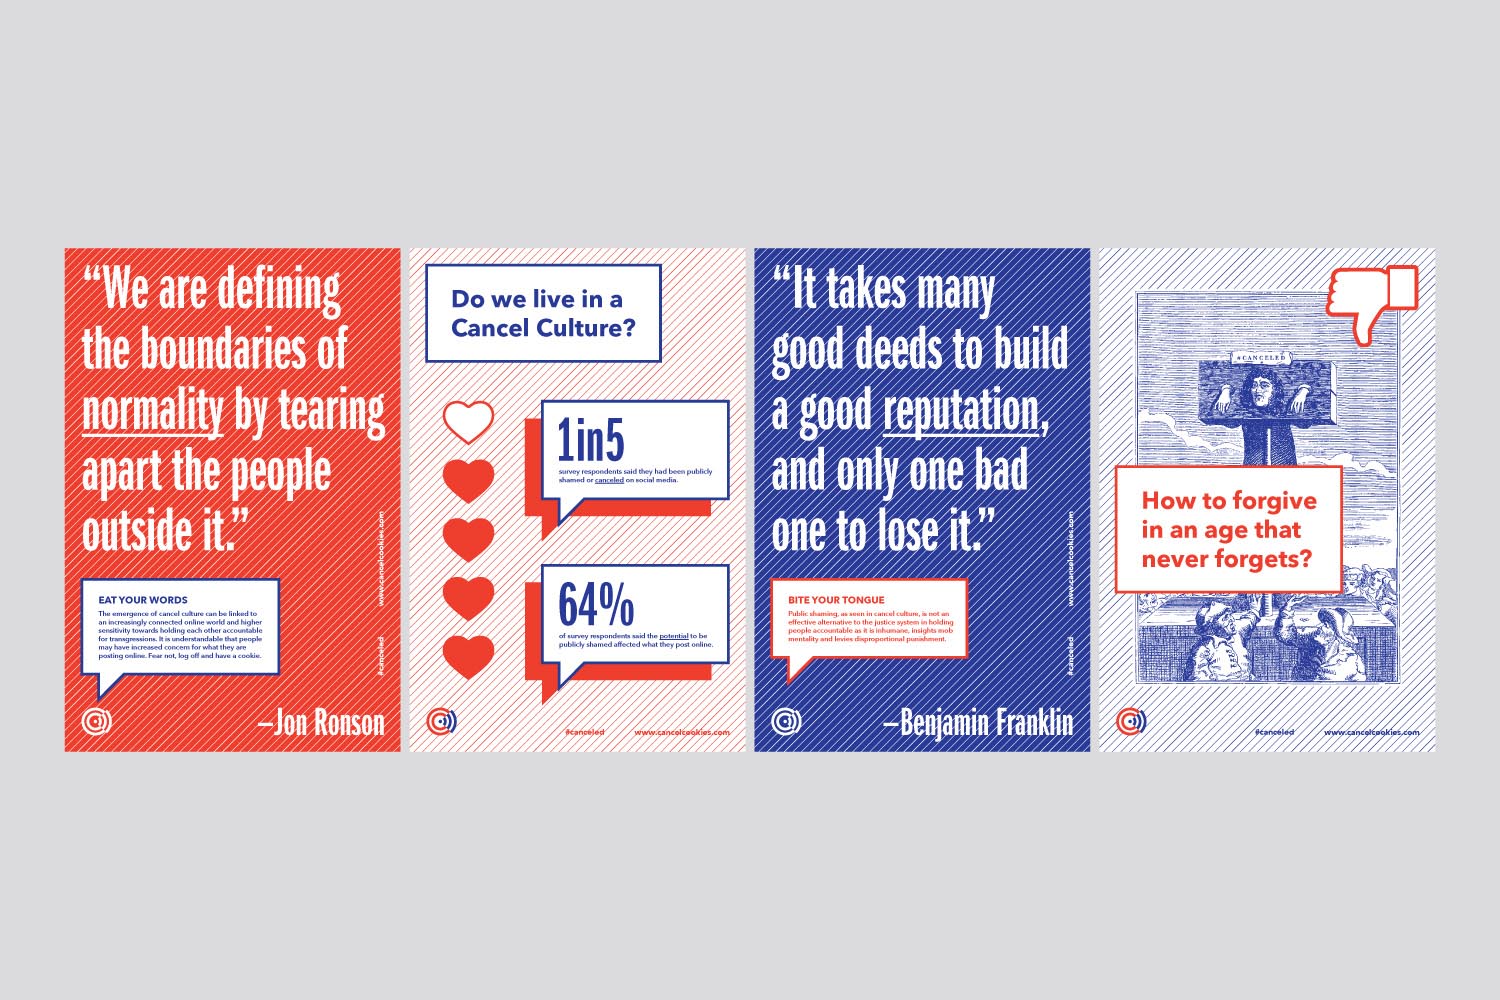 “We are defining
the boundaries of
normality by tearing
apart the people
outside it.”
EAT YOUR WORDS
The emergence of cancel culture can be linked to
an increasingly connected online world and higher
sensitivity towards holding each other accountable
for transgressions. It is understandable that people
may have increased concern for what they are
posting online. Fear not, log off and have a cookie.
www.cancelcookies.com
#canceled
—Jon Ronson
Do we live in a
Cancel Culture?
1in5
survey respondents said they had been publicly
shamed or canceled on social media.
64%
of survey respondents said the potential to be
publicly shamed affected what they post online.
#canceled
www.cancelcookies.com
“It takes many
good deeds to build
a good reputation,
and only one bad
one to lose it.”
BITE YOUR TONGUE
Public shaming, as seen in cancel culture, is not an
effective alternative to the justice system in holding
people accountable as it is inhumane, insights mob
mentality and levies disproportional punishment.
www.cancelcookies.com
#canceled
—Benjamin Franklin
#CANCELED
How to forgive
in an age that
never forgets?
#canceled
www.cancelcookies.com